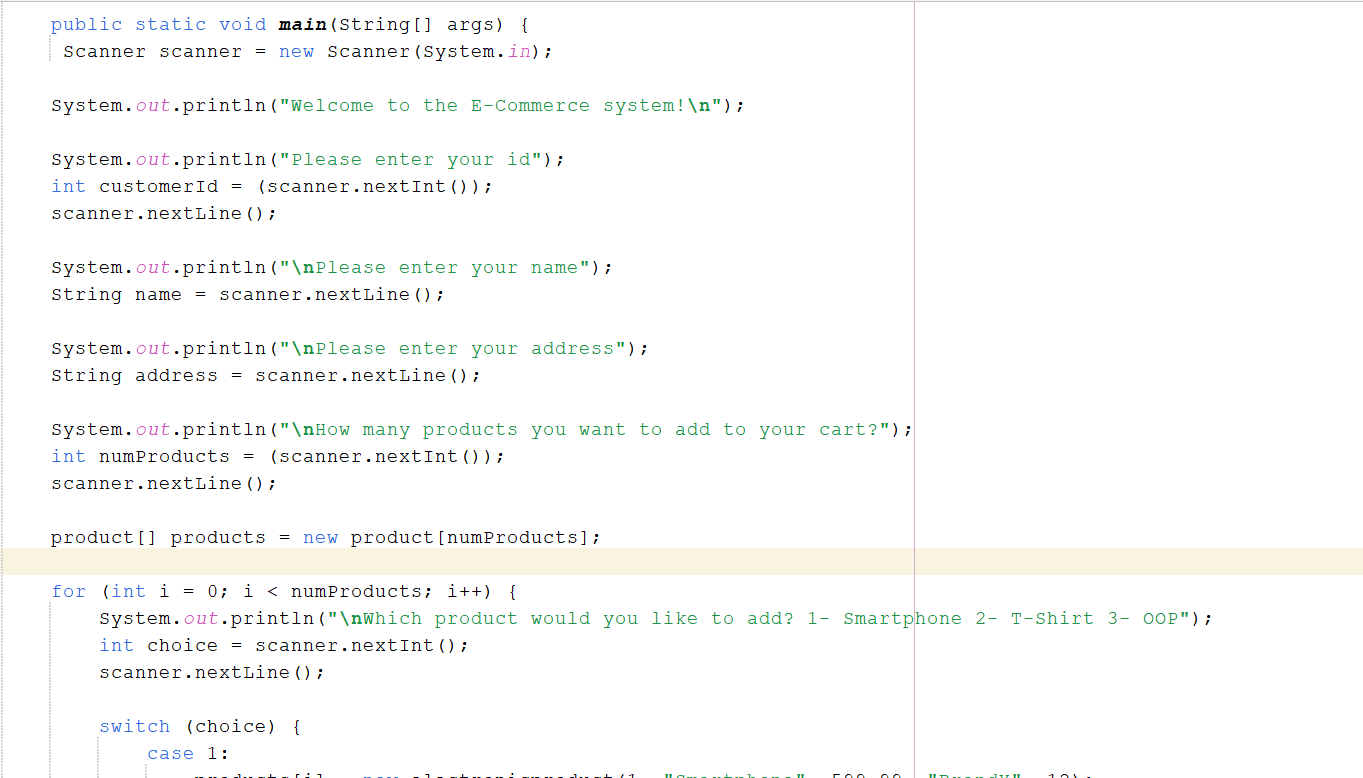 public static void main(String[] args) {
Scanner scanner = new Scanner(System.in);
System.out.println("Welcome to the E-Commerce system!\n");
System.out.println("Please enter your id");
int customerId = (scanner.nextInt());
scanner.nextLine();
System.out.println("\nPlease enter your name");
String name = scanner.nextLine();
System.out.println("\nPlease enter your address");
String address = scanner.nextLine();
System.out.println("\nHow many products you want to add to your cart?");
int numProducts = (scanner.nextInt());
scanner.nextLine();
product[] products = new product[numProducts];
for (int i = 0; i < numProducts; i++) {
System.out.println("\nWhich product would you like to add? 1- Smartphone 2- T-Shirt 3- OOP");
int choice = scanner.nextInt();
scanner.nextLine();
switch (choice) {
case 1: